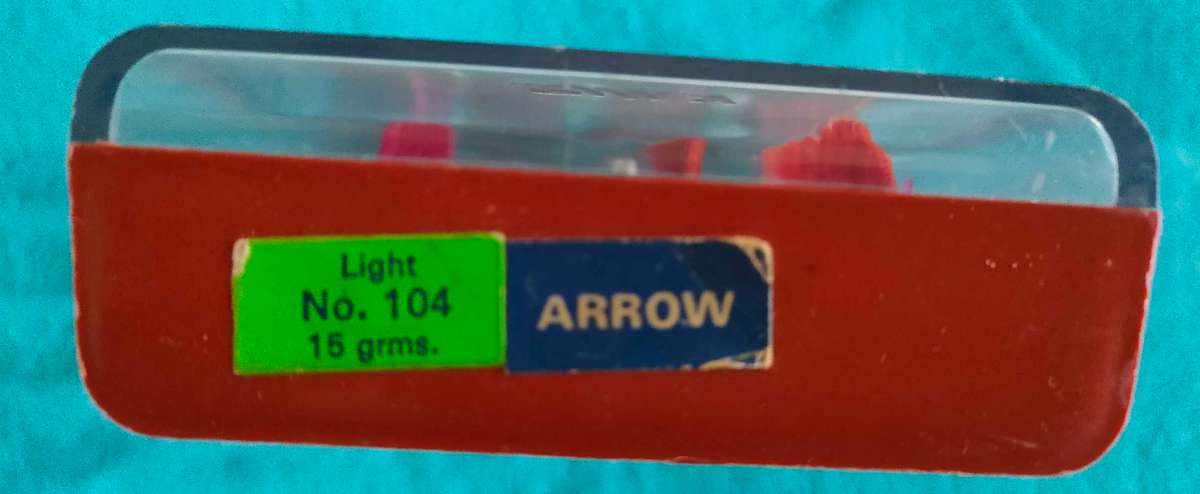 Light
No. 104
15 grms.
ARROW